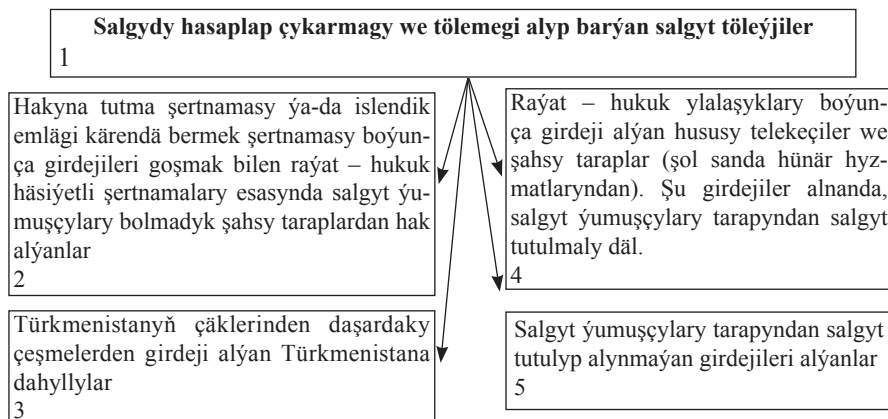 Salgydy hasaplap çykarmagy we tölemegi alyp barýan salgyt töleýjiler
1
Hakyna tutma şertnamasy ýa-da islendik
emlägi kärendä bermek şertnamasy boýun-
ça girdejileri goşmak bilen raýat – hukuk
häsiýetli şertnamalary esasynda salgyt ýu-
muşçylary bolmadyk şahsy taraplardan hak
alýanlar
2
Türkmenistanyň çäklerinden daşardaky
çeşmelerden girdeji alýan Türkmenistana
dahyllylar
3
Raýat – hukuk ylalaşyklary boýun-
ça girdeji alýan hususy telekeçiler we
şahsy taraplar (şol sanda hünär hyz-
matlaryndan). Şu girdejiler alnanda,
salgyt ýumuşçylary tarapyndan salgyt
tutulmaly däl.
4
Salgyt ýumuşçylary tarapyndan salgyt
tutulyp alynmaýan girdejileri alýanlar
5